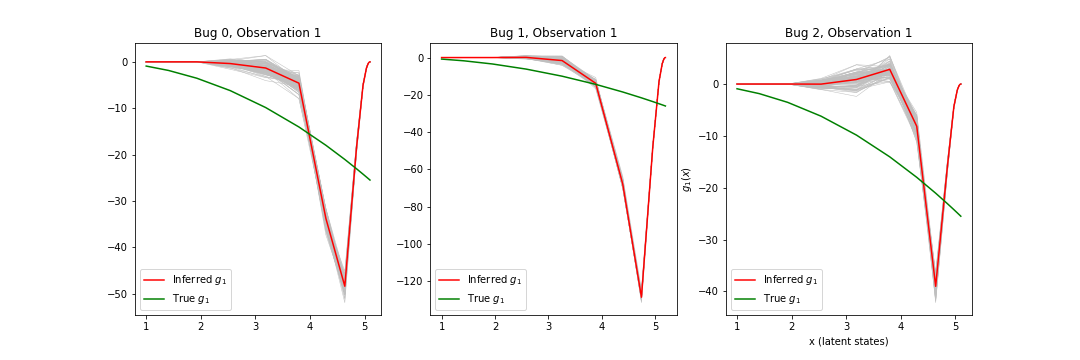 Bug 0, Observation 1
0
−10
−20
−30
−40
−50
1 2 3 4 5
Inferred g₁
True g₁
Bug 1, Observation 1
0
−20
−40
−60
−80
−100
−120
1 2 3 4 5
Inferred g₁
True g₁
Bug 2, Observation 1
g₁(x)
0
−10
−20
−30
−40
1 2 3 4 5
x (latent states)
Inferred g₁
True g₁